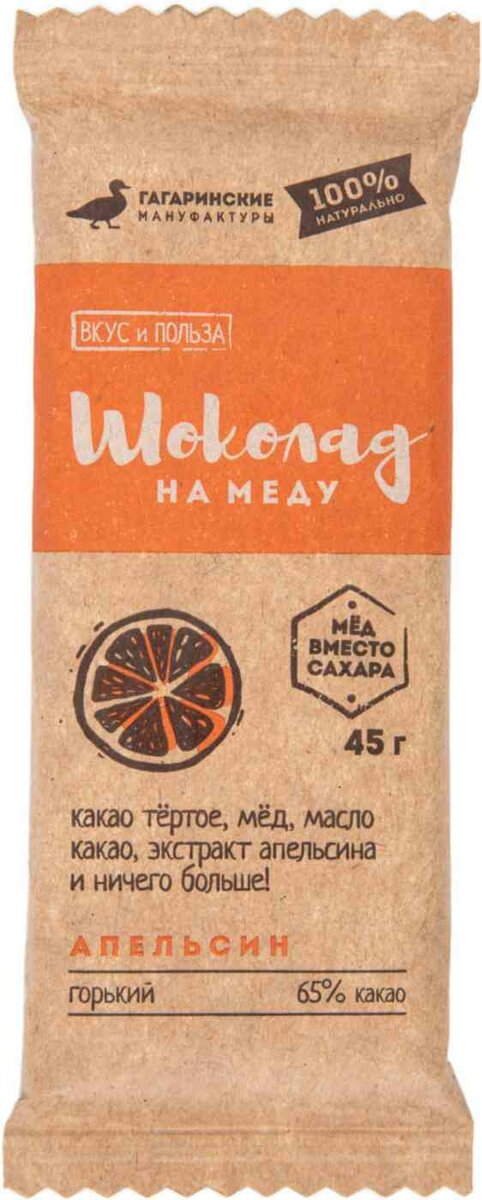 ГАГАРИНСКИЕ
МАНУФАКТУРЫ
100%
НАТУРАЛЬНО
ВКУС и ПОЛЬЗА
Шоколад
НА МЕДУ
МЁД
ВМЕСТО
САХАРА
45 г
какао тёртое, мёд, масло
какао, экстракт апельсина
и ничего больше!
АПЕЛЬСИН
горький 65% какао